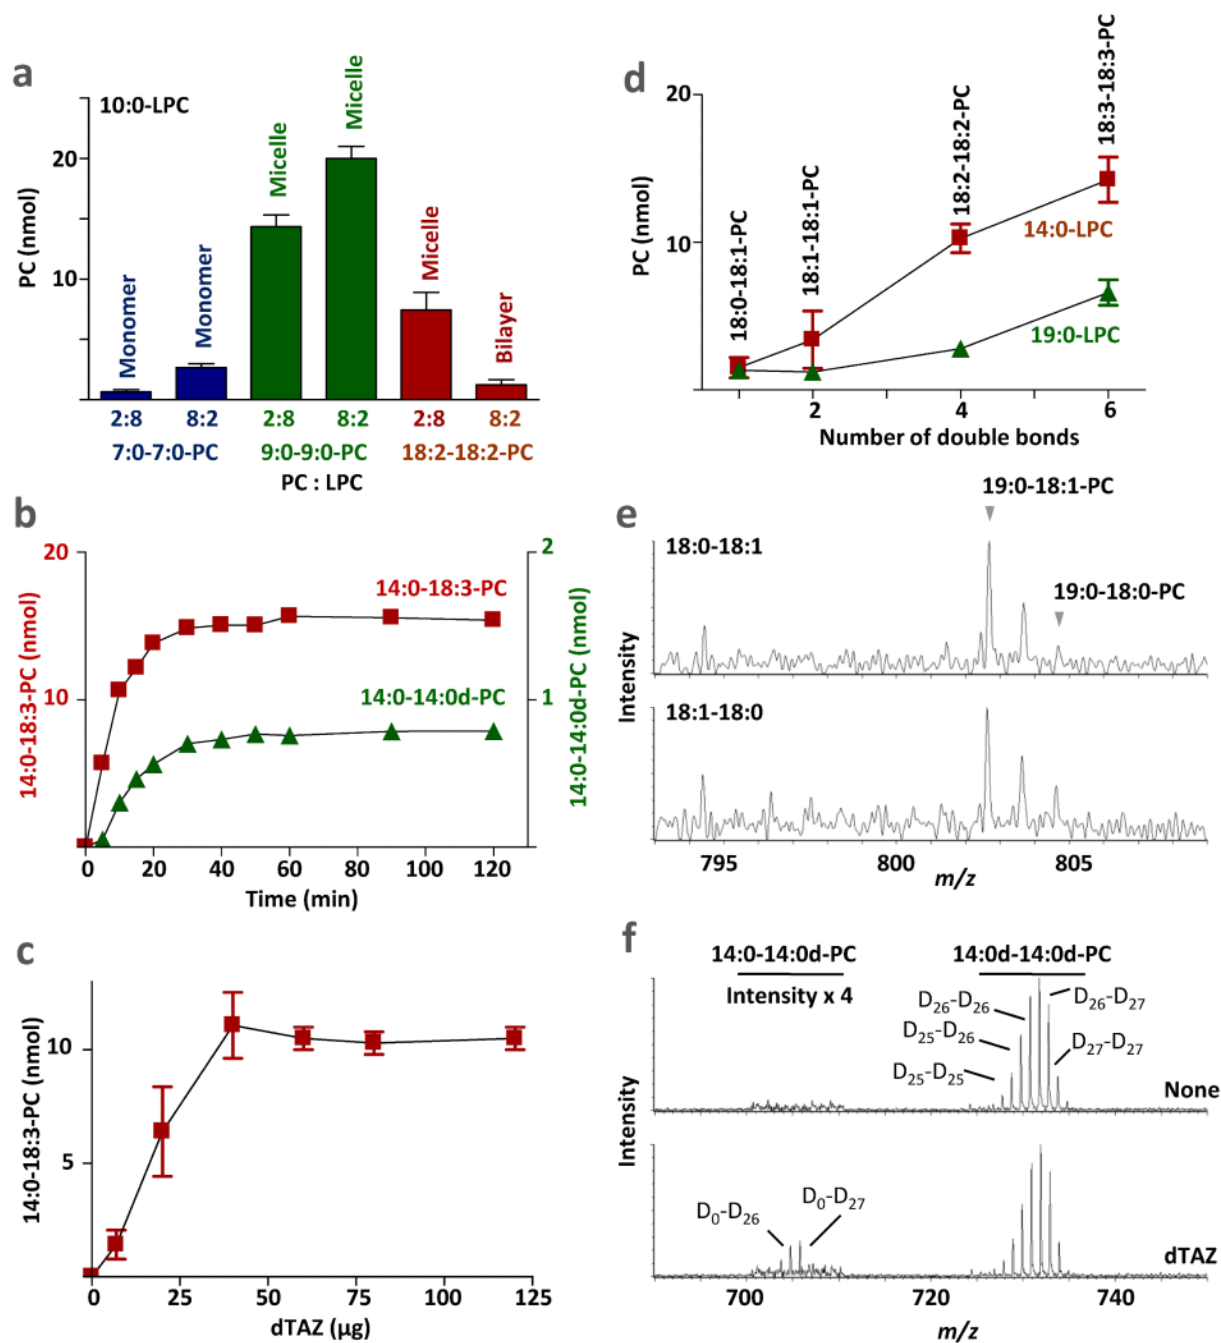 a
10:0-LPC
PC (nmol)
20
10
Monomer
Monomer
Micelle
Micelle
Micelle
Bilayer
2:8 8:2 2:8 8:2 2:8 8:2
7:0-7:0-PC 9:0-9:0-PC 18:2-18:2-PC
PC : LPC
b
14:0-18:3-PC (nmol)
20
10
14:0-18:3-PC
14:0-14:0d-PC
2
1
14:0-14:0d-PC (nmol)
0 20 40 60 80 100 120
Time (min)
c
14:0-18:3-PC (nmol)
10
5
0 25 50 75 100 125
dTAZ (µg)
d
PC (nmol)
20
10
18:0-18:1-PC
18:1-18:1-PC
18:2-18:2-PC
18:3-18:3-PC
14:0-LPC
19:0-LPC
2 4 6
Number of double bonds
e
19:0-18:1-PC
18:0-18:1
19:0-18:0-PC
Intensity
18:1-18:0
795 800 805
m/z
f
14:0-14:0d-PC 14:0d-14:0d-PC
Intensity x 4
D26-D26
D26-D27
D25-D26
D27-D27
D25-D25
None
Intensity
D0-D26
D0-D27
dTAZ
700 720 740
m/z